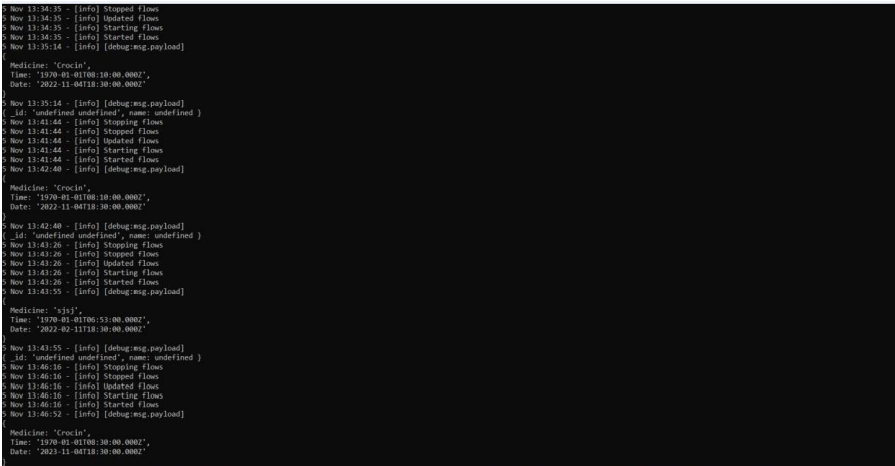 5 Nov 13:34:35 - [info] Stopped flows
5 Nov 13:34:35 - [info] Updated flows
5 Nov 13:34:35 - [info] Starting flows
5 Nov 13:34:35 - [info] Started flows
5 Nov 13:35:14 - [info] [debug:msg.payload]
{
  Medicine: 'Crocin',
  Time: '1970-01-01T08:10:00.000Z',
  Date: '2022-11-04T18:30:00.000Z'
}
5 Nov 13:35:14 - [info] [debug:msg.payload]
{ _id: 'undefined undefined', name: undefined }
5 Nov 13:41:44 - [info] Stopping flows
5 Nov 13:41:44 - [info] Stopped flows
5 Nov 13:41:44 - [info] Updated flows
5 Nov 13:41:44 - [info] Starting flows
5 Nov 13:41:44 - [info] Started flows
5 Nov 13:42:40 - [info] [debug:msg.payload]
{
  Medicine: 'Crocin',
  Time: '1970-01-01T08:10:00.000Z',
  Date: '2022-11-04T18:30:00.000Z'
}
5 Nov 13:42:40 - [info] [debug:msg.payload]
{ _id: 'undefined undefined', name: undefined }
5 Nov 13:43:26 - [info] Stopping flows
5 Nov 13:43:26 - [info] Stopped flows
5 Nov 13:43:26 - [info] Updated flows
5 Nov 13:43:26 - [info] Starting flows
5 Nov 13:43:26 - [info] Started flows
5 Nov 13:43:55 - [info] [debug:msg.payload]
{
  Medicine: 'sjsj',
  Time: '1970-01-01T06:53:00.000Z',
  Date: '2022-02-11T18:30:00.000Z'
}
5 Nov 13:43:55 - [info] [debug:msg.payload]
{ _id: 'undefined undefined', name: undefined }
5 Nov 13:46:16 - [info] Stopping flows
5 Nov 13:46:16 - [info] Stopped flows
5 Nov 13:46:16 - [info] Updated flows
5 Nov 13:46:16 - [info] Starting flows
5 Nov 13:46:16 - [info] Started flows
5 Nov 13:46:52 - [info] [debug:msg.payload]
{
  Medicine: 'Crocin',
  Time: '1970-01-01T08:30:00.000Z',
  Date: '2023-11-04T18:30:00.000Z'
}